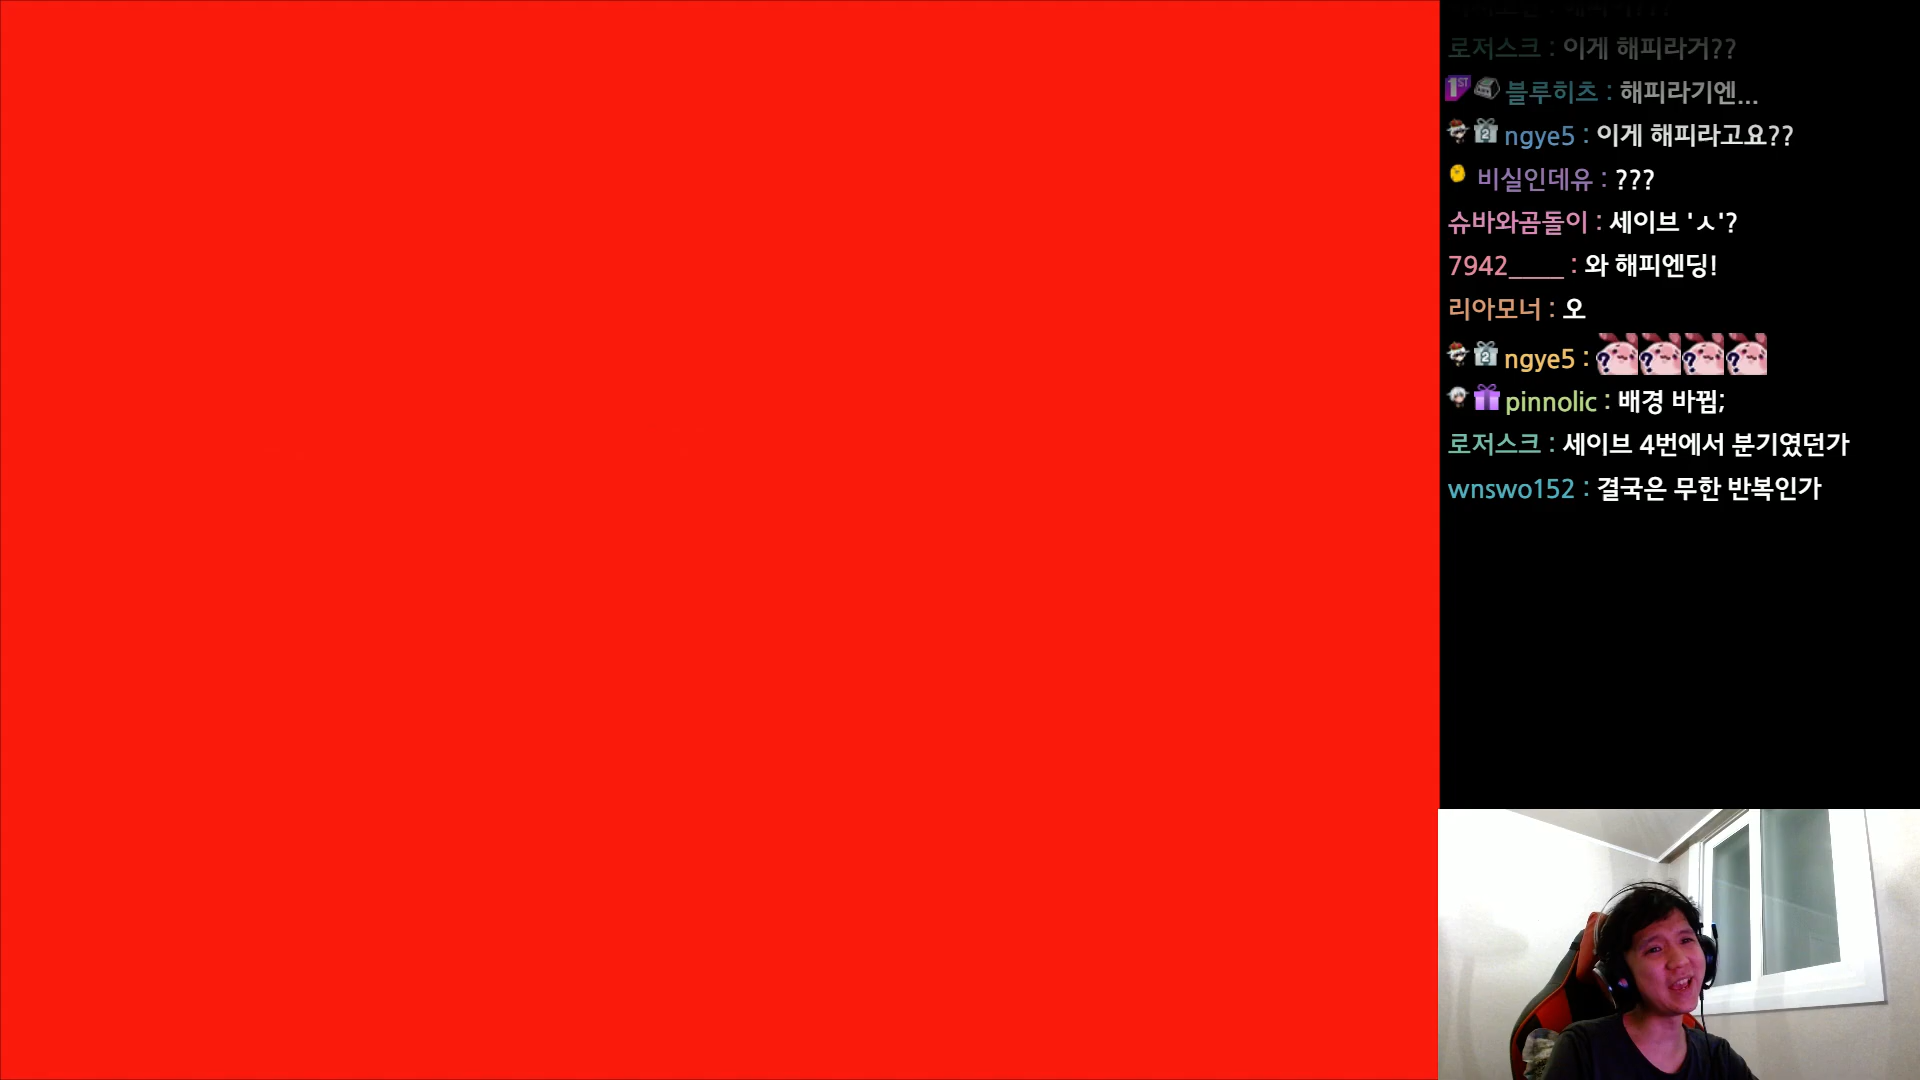 로저스크 : 이게 해피라거??
1ST 블루히츠 : 해피라기엔...
2 ngye5 : 이게 해피라고요??
비실인데유 : ???
슈바와곰돌이 : 세이브 'ㅅ'?
7942____ : 와 해피엔딩!
리아모너 : 오
2 ngye5 : ? ? ? ?
pinnolic : 배경 바뀜;
로저스크 : 세이브 4번에서 분기였던가
wnswo152 : 결국은 무한 반복인가